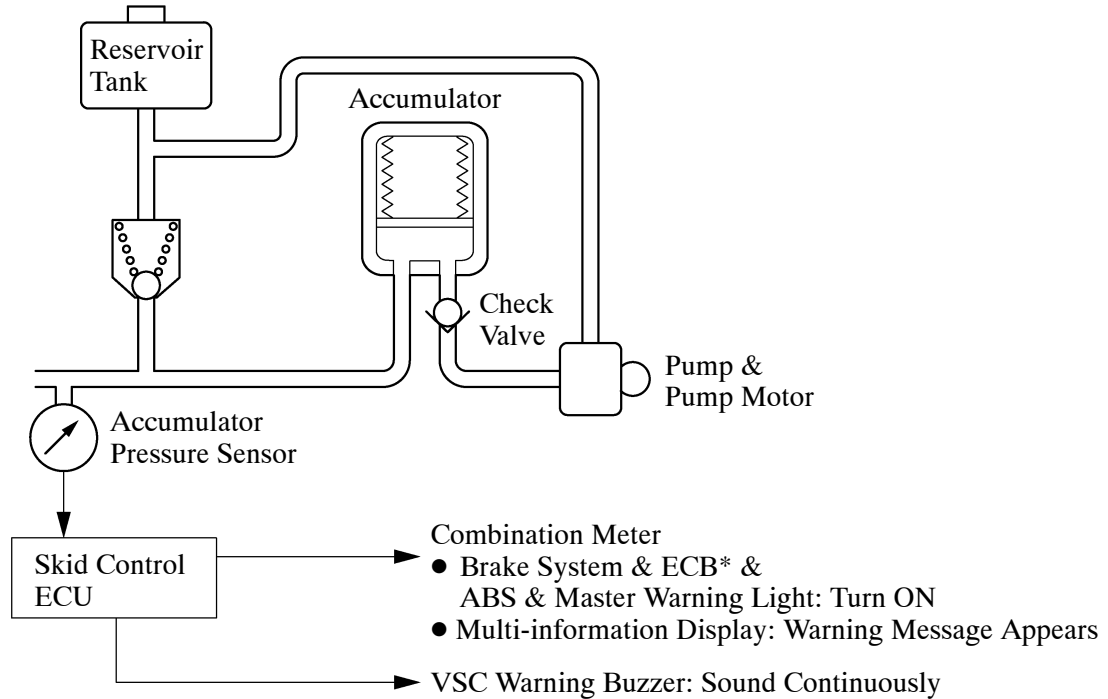 Reservoir
Tank
Accumulator
Check
Valve
Pump &
Pump Motor
Accumulator
Pressure Sensor
Skid Control
ECU
Combination Meter
● Brake System & ECB* &
ABS & Master Warning Light: Turn ON
● Multi-information Display: Warning Message Appears
VSC Warning Buzzer: Sound Continuously